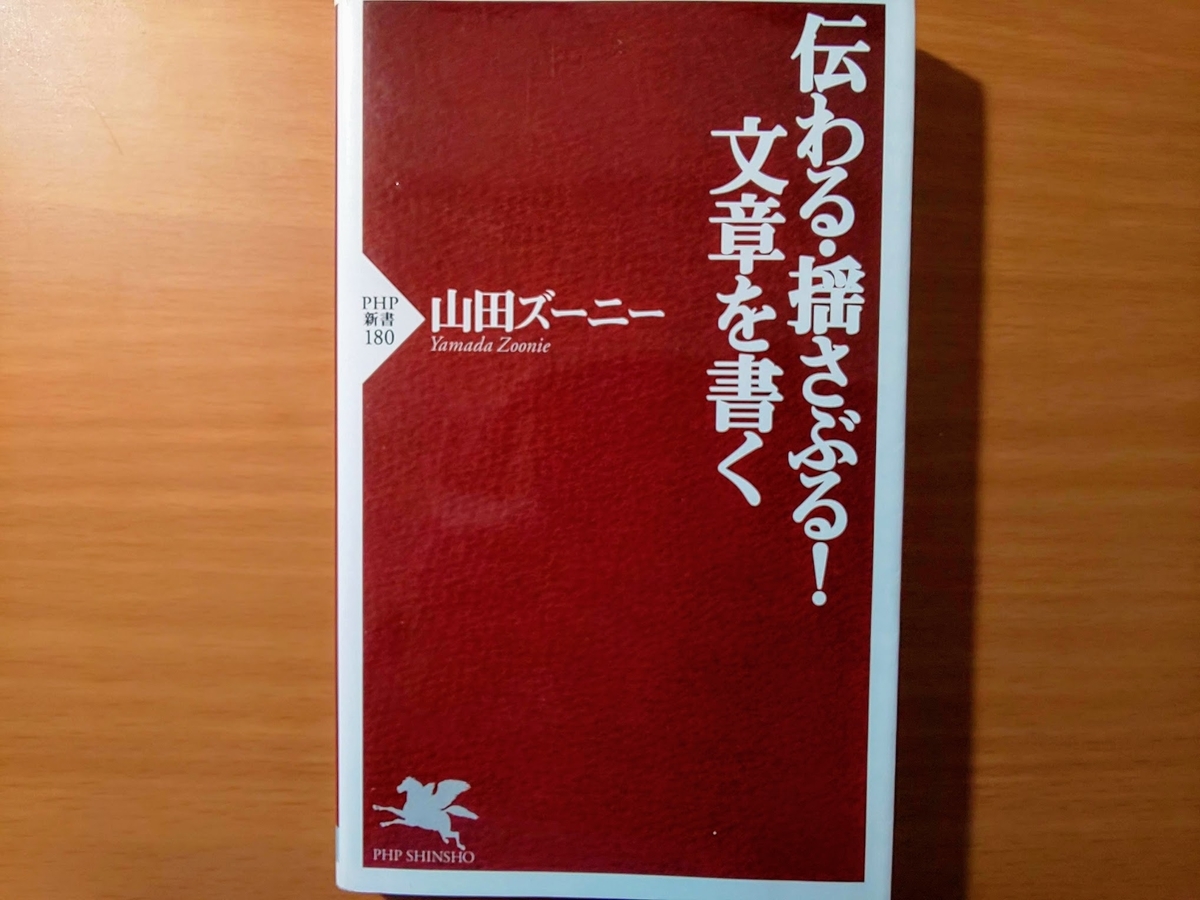 伝わる・揺さぶる!
文章を書く
山田ズーニー
Yamada Zoonie
PHP
新書
180
PHP SHINSHO